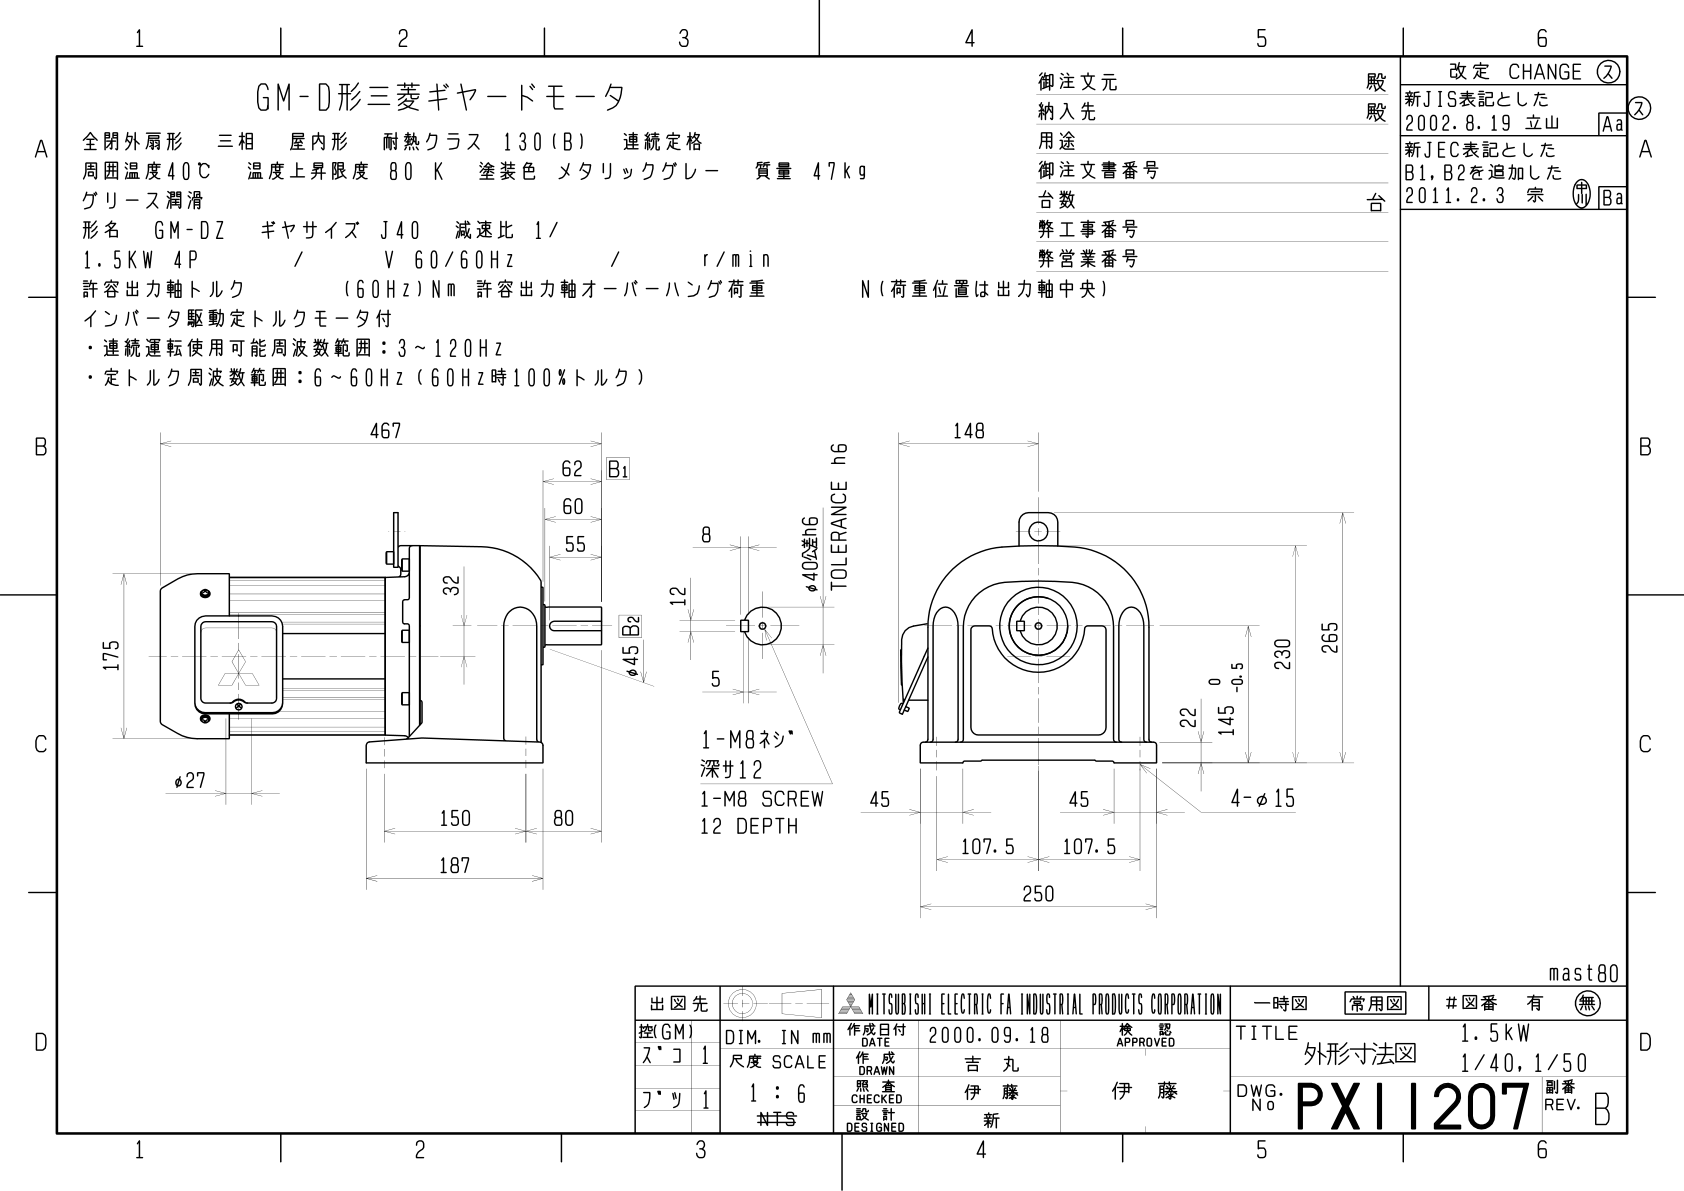 1 2 3 4 5 6
GM-D形三菱ギヤードモータ
全閉外扇形 三相 屋内形 耐熱クラス 130(B) 連続定格
周囲温度40℃ 温度上昇限度 80 K 塗装色 メタリックグレー 質量 47kg
グリース潤滑
形名 GM-DZ ギヤサイズ J40 減速比 1/
1.5KW 4P / V 60/60Hz / r/min
許容出力軸トルク (60Hz)Nm 許容出力軸オーバーハング荷重 N(荷重位置は出力軸中央)
インバータ駆動定トルクモータ付
・連続運転使用可能周波数範囲:3~120Hz
・定トルク周波数範囲:6~60Hz(60Hz時100%トルク)
御注文元 殿
納入先 殿
用途
御注文書番号
台数 台
弊工事番号
弊営業番号
改定 CHANGE ス
新JIS表記とした
2002.8.19 立山 Aa
ス
新JEC表記とした
B1,B2を追加した
2011.2.3 宗 中川 Ba
A A
B B
C C
D D
467
62 B1
60
55
32
175
φ45 B2
φ27
150
80
187
8
12
5
φ40公差h6
TOLERANCE h6
1-M8ネジ
深サ12
1-M8 SCREW
12 DEPTH
148
265
230
145 0 -0.5
22
4-φ15
45
45
107.5
107.5
250
mast80
出図先
控(GM)
ズコ 1
ブツ 1
DIM. IN mm
尺度 SCALE
1 : 6
NTS
MITSUBISHI ELECTRIC FA INDUSTRIAL PRODUCTS CORPORATION
作成日付
DATE
2000.09.18
検 認
APPROVED
作 成
DRAWN
吉 丸
照 査
CHECKED
伊 藤
伊 藤
設 計
DESIGNED
新
一時図 常用図 #図番 有 無
TITLE
外形寸法図
1.5kW
1/40,1/50
DWG.
No
PX11207
副番
REV.
B
1 2 3 4 5 6